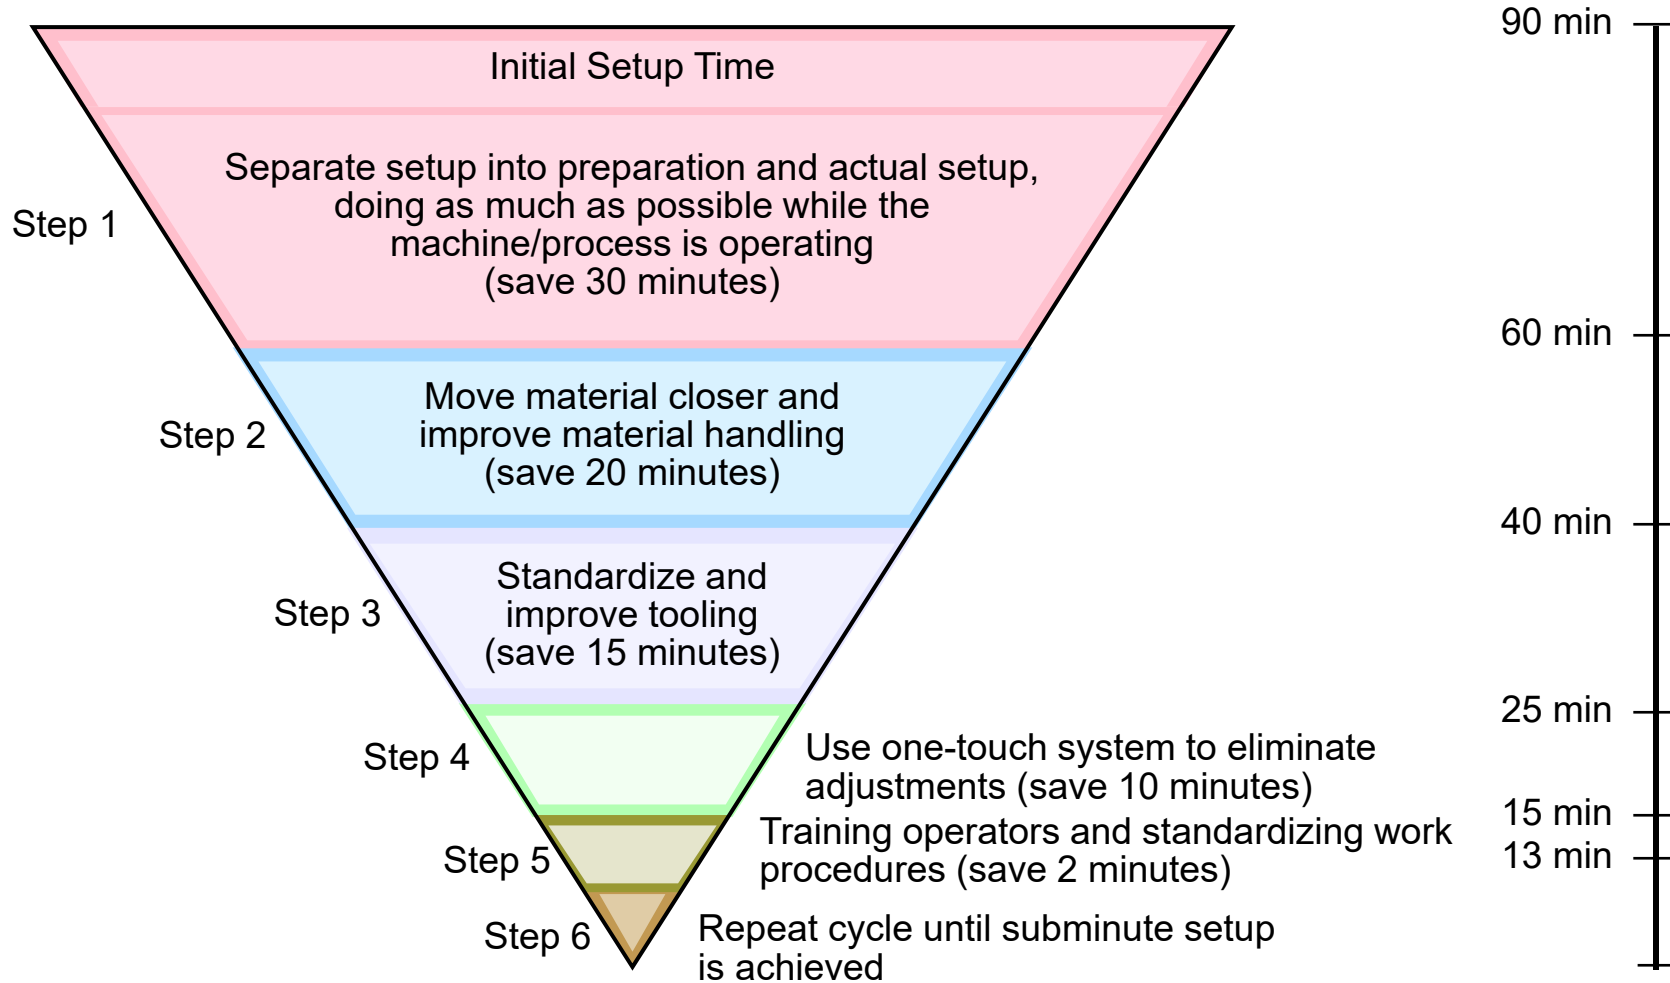 90 min
Initial Setup Time
Step 1
Separate setup into preparation and actual setup,
doing as much as possible while the
machine/process is operating
(save 30 minutes)
60 min
Step 2
Move material closer and
improve material handling
(save 20 minutes)
40 min
Step 3
Standardize and
improve tooling
(save 15 minutes)
25 min
Step 4
Use one-touch system to eliminate
adjustments (save 10 minutes)
15 min
Step 5
Training operators and standardizing work
procedures (save 2 minutes)
13 min
Step 6
Repeat cycle until subminute setup
is achieved